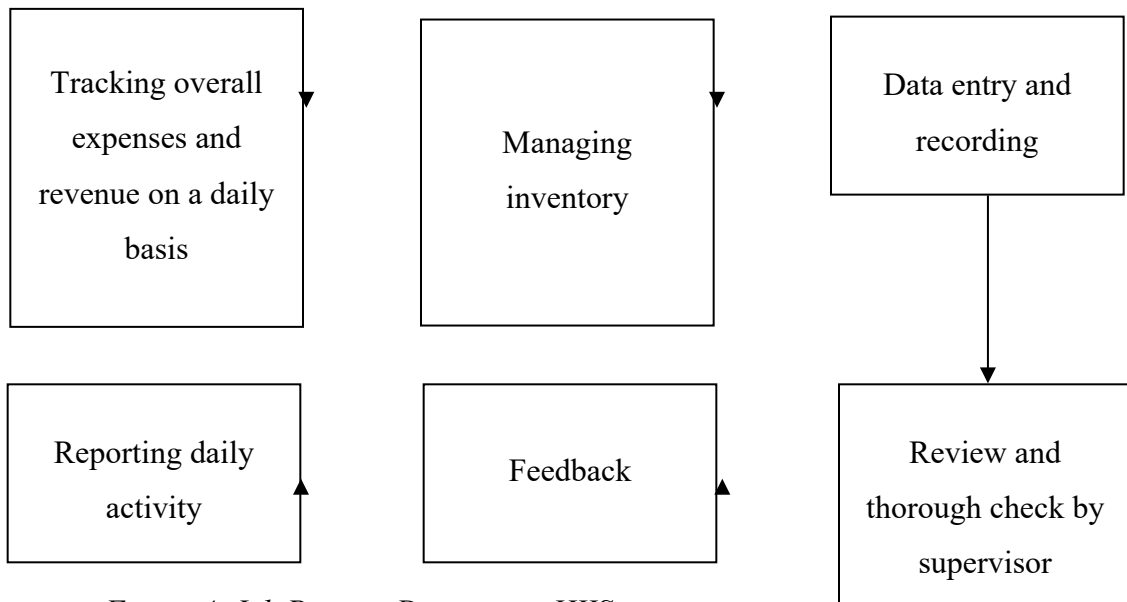 Tracking overall
expenses and
revenue on a daily
basis
Managing
inventory
Data entry and
recording
Reporting daily
activity
Feedback
Review and
thorough check by
supervisor